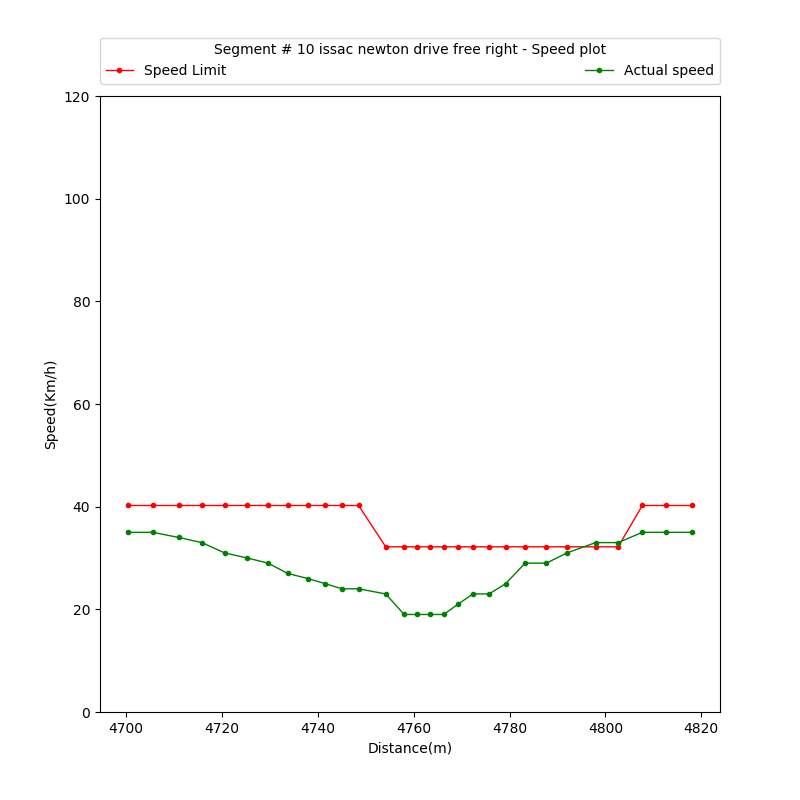 Segment # 10 issac newton drive free right - Speed plot
Speed Limit
Actual speed
120
100
80
60
40
20
0
Speed(Km/h)
4700 4720 4740 4760 4780 4800 4820
Distance(m)